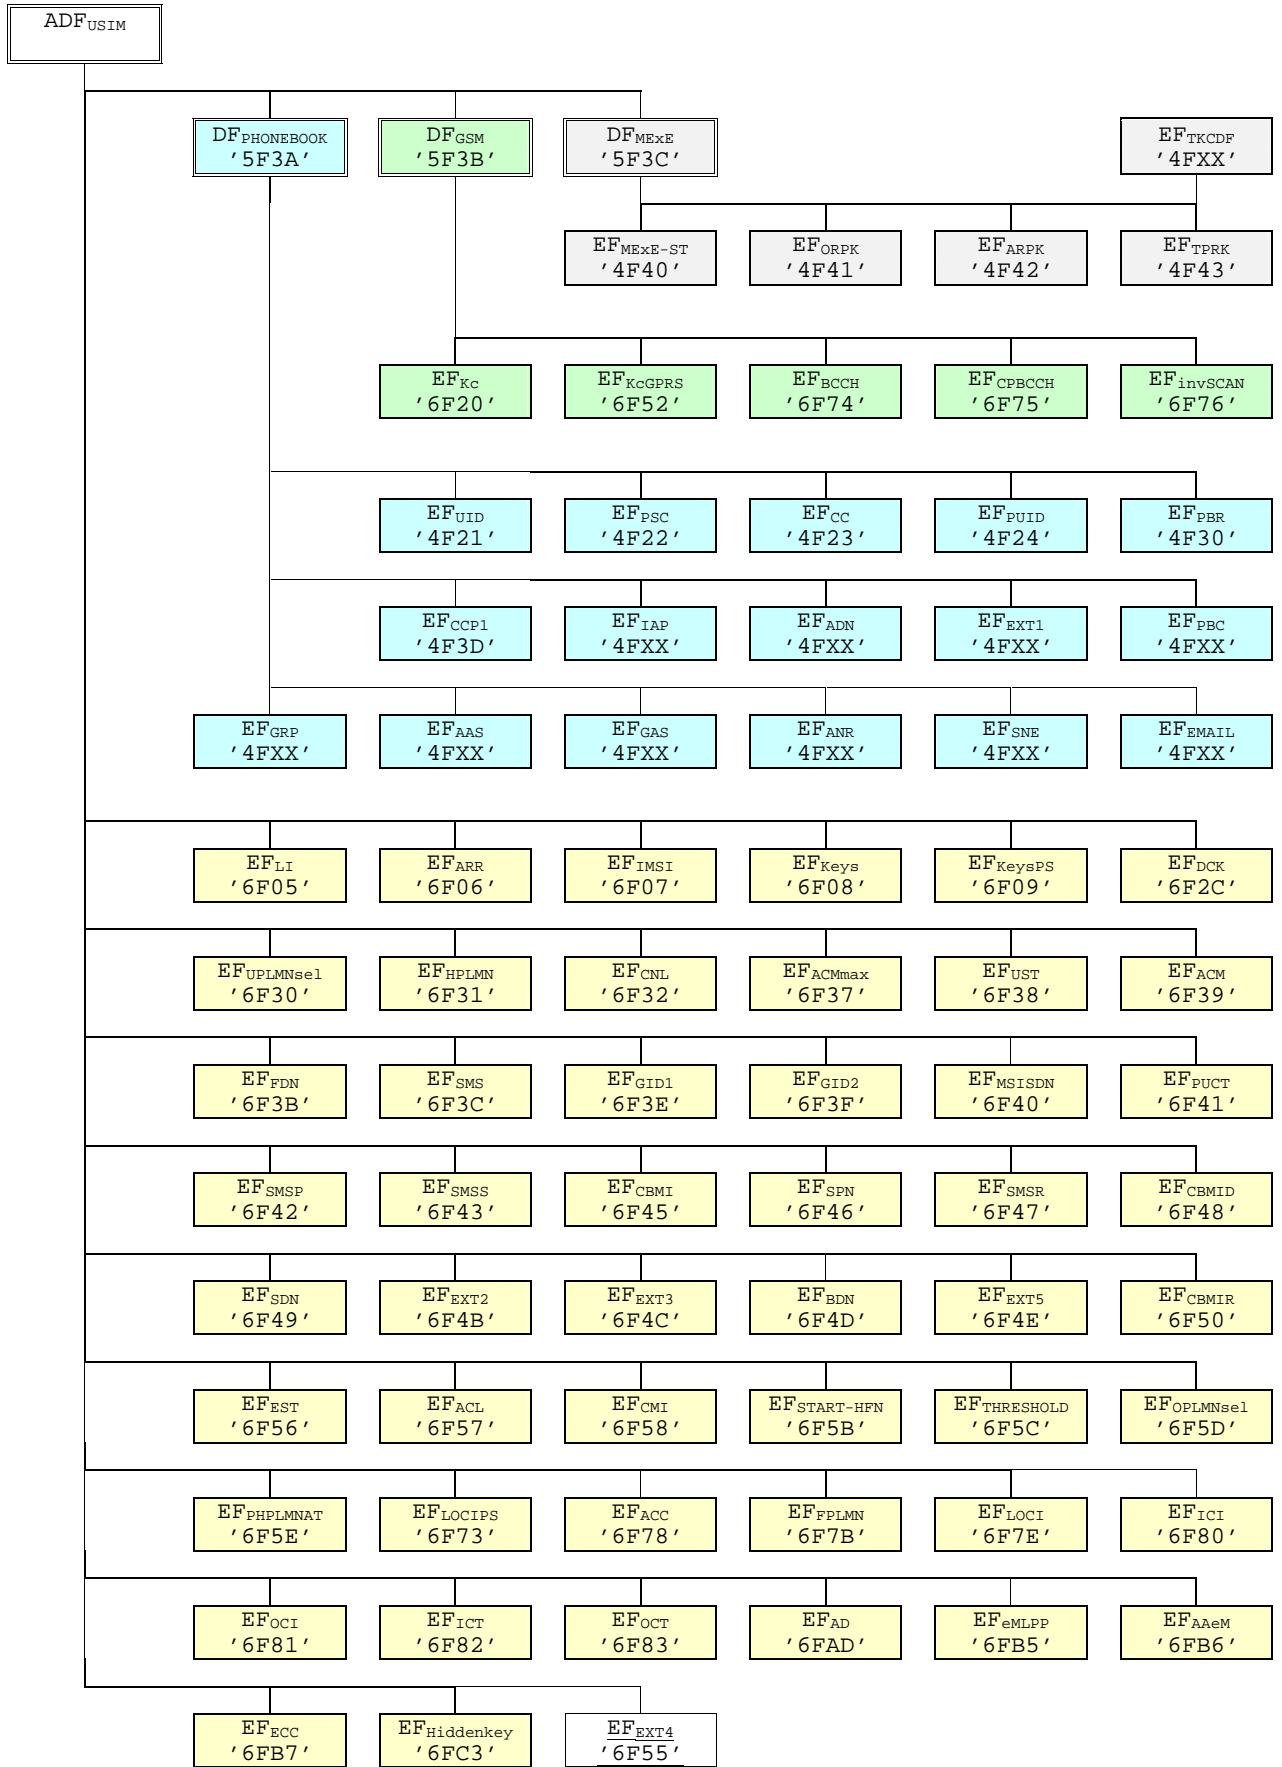 ADFUSIM
DFPHONEBOOK DFGSM DFMExE EFTKCDF
'5F3A' '5F3B' '5F3C' '4FXX'
EFMExE-ST EFORPK EFARPK EFTPRK
'4F40' '4F41' '4F42' '4F43'
EFKc EFKcGPRS EFBCCH EFCPBCCH EFinvSCAN
'6F20' '6F52' '6F74' '6F75' '6F76'
EFUID EFPSC EFCC EFPUID EFPBR
'4F21' '4F22' '4F23' '4F24' '4F30'
EFCCP1 EFIAP EFADN EFEXT1 EFPBC
'4F3D' '4FXX' '4FXX' '4FXX' '4FXX'
EFGRP EFAAS EFGAS EFANR EFSNE EFEMAIL
'4FXX' '4FXX' '4FXX' '4FXX' '4FXX' '4FXX'
EFLI EFARR EFIMSI EFKeys EFKeysPS EFDCK
'6F05' '6F06' '6F07' '6F08' '6F09' '6F2C'
EFUPLMNsel EFHPLMN EFCNL EFACMmax EFUST EFACM
'6F30' '6F31' '6F32' '6F37' '6F38' '6F39'
EFFDN EFSMS EFGID1 EFGID2 EFMSISDN EFPUCT
'6F3B' '6F3C' '6F3E' '6F3F' '6F40' '6F41'
EFSMSP EFSMSS EFCBMI EFSPN EFSMSR EFCBMID
'6F42' '6F43' '6F45' '6F46' '6F47' '6F48'
EFSDN EFEXT2 EFEXT3 EFBDN EFEXT5 EFCBMIR
'6F49' '6F4B' '6F4C' '6F4D' '6F4E' '6F50'
EFEST EFACL EFCMI EFSTART-HFN EFTHRESHOLD EFOPLMNsel
'6F56' '6F57' '6F58' '6F5B' '6F5C' '6F5D'
EFPHPLMNAT EFLOCIPS EFACC EFFPLMN EFLOCI EFICI
'6F5E' '6F73' '6F78' '6F7B' '6F7E' '6F80'
EFOCI EFICT EFOCT EFAD EFeMLPP EFAAeM
'6F81' '6F82' '6F83' '6FAD' '6FB5' '6FB6'
EFECC EFHiddenkey EFEXT4
'6FB7' '6FC3' '6F55'